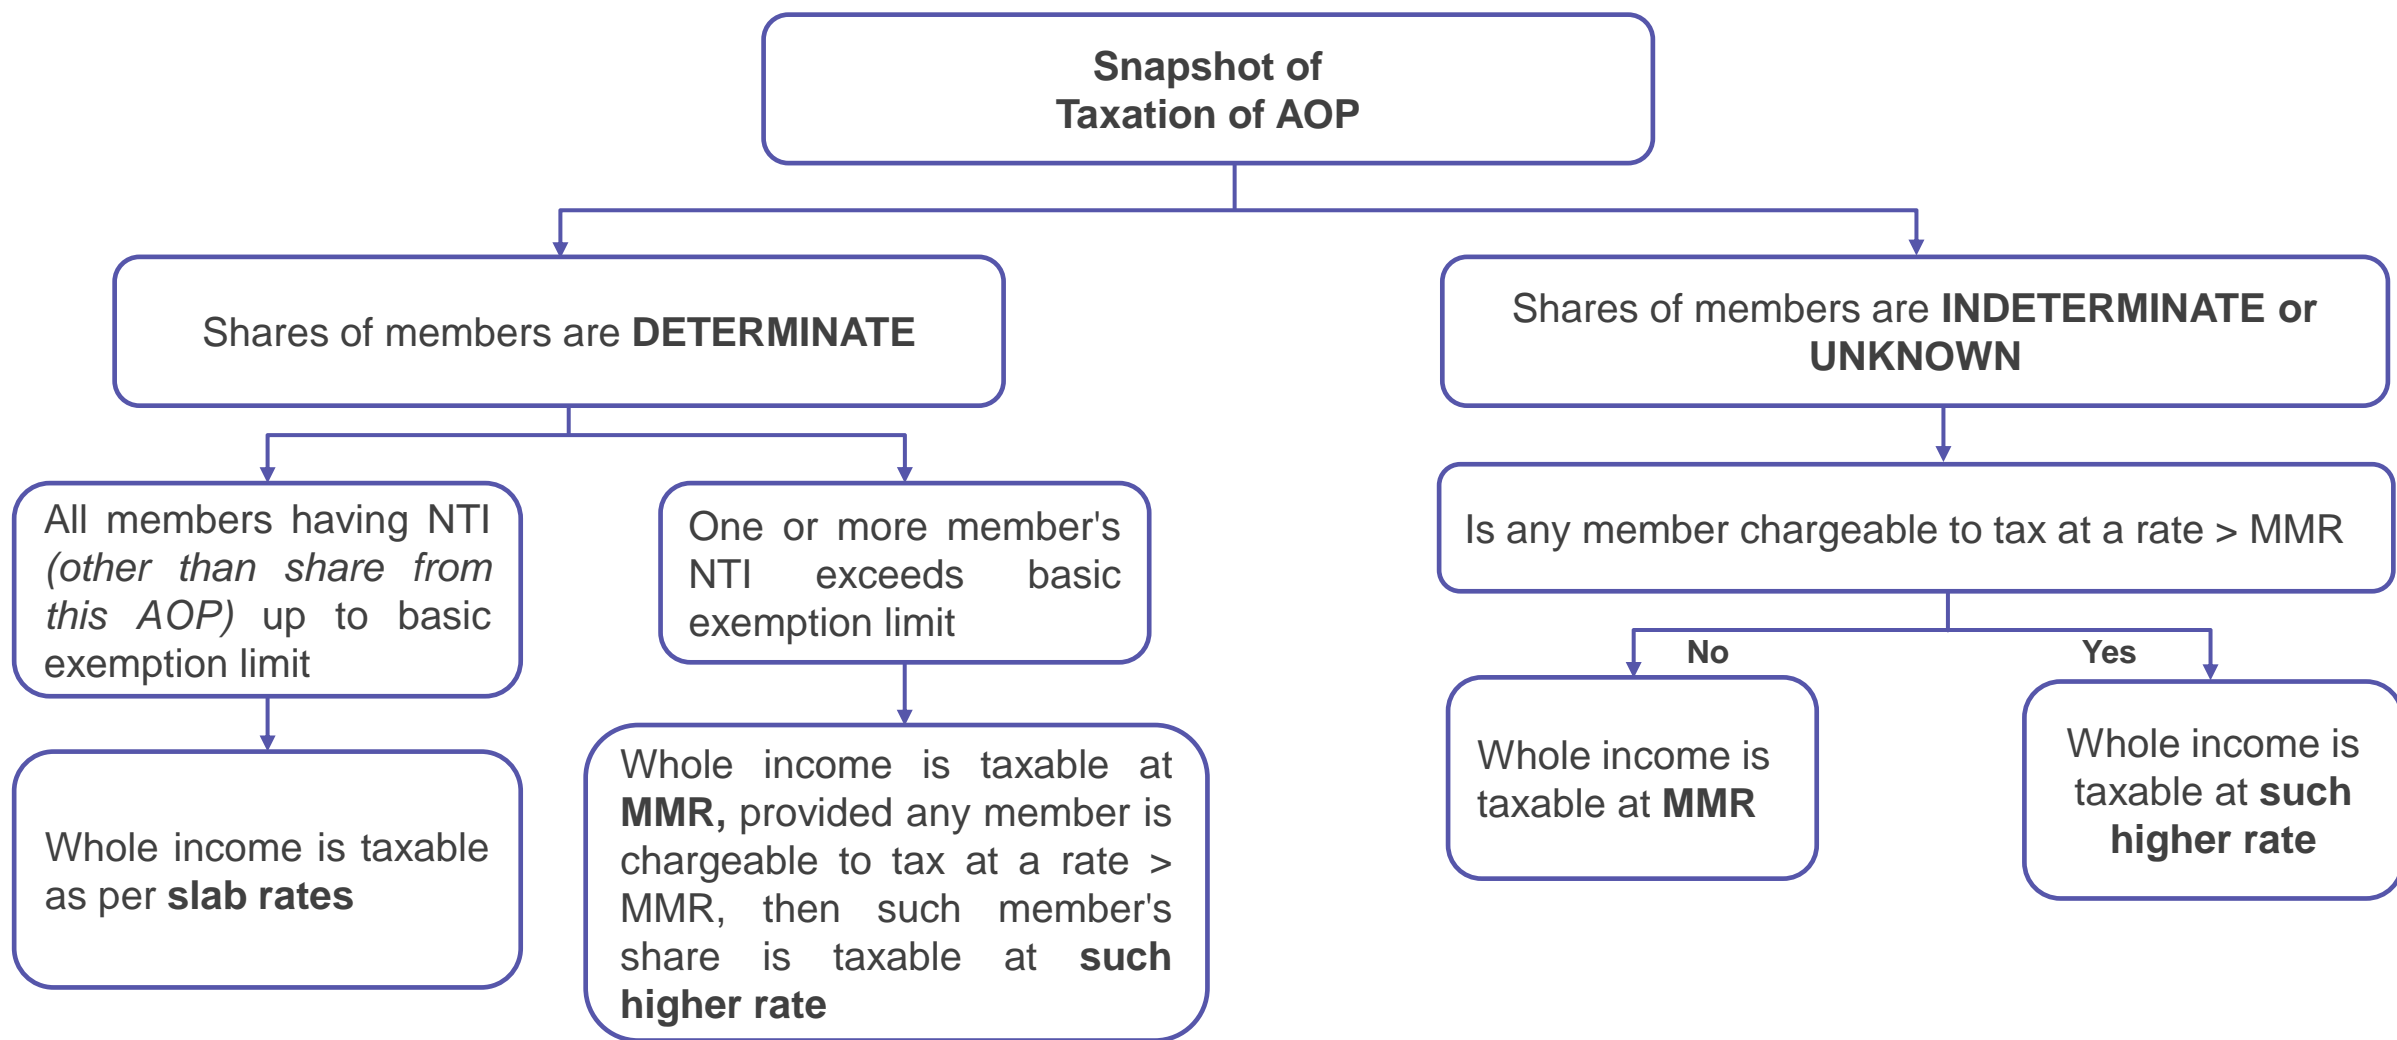 Snapshot of
Taxation of AOP
Shares of members are DETERMINATE
Shares of members are INDETERMINATE or
UNKNOWN
All members having NTI
(other than share from
this AOP) up to basic
exemption limit
One or more member's
NTI exceeds basic
exemption limit
Is any member chargeable to tax at a rate > MMR
No
Yes
Whole income is taxable
as per slab rates
Whole income is taxable at
MMR, provided any member is
chargeable to tax at a rate >
MMR, then such member's
share is taxable at such
higher rate
Whole income is
taxable at MMR
Whole income is
taxable at such
higher rate